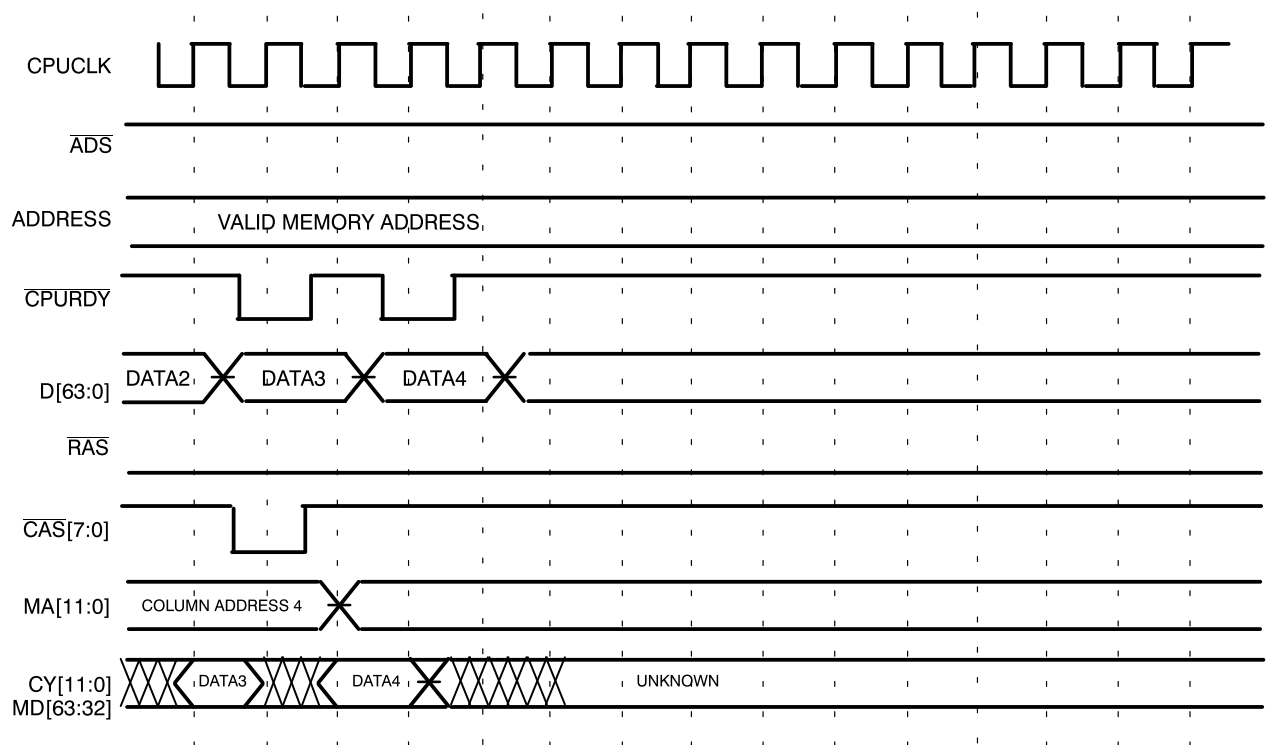 CPUCLK
ADS
ADDRESS
VALID MEMORY ADDRESS
CPURDY
DATA2
DATA3
DATA4
D[63:0]
RAS
CAS[7:0]
MA[11:0]
COLUMN ADDRESS 4
CY[11:0]
DATA3
DATA4
UNKNOWN
MD[63:32]